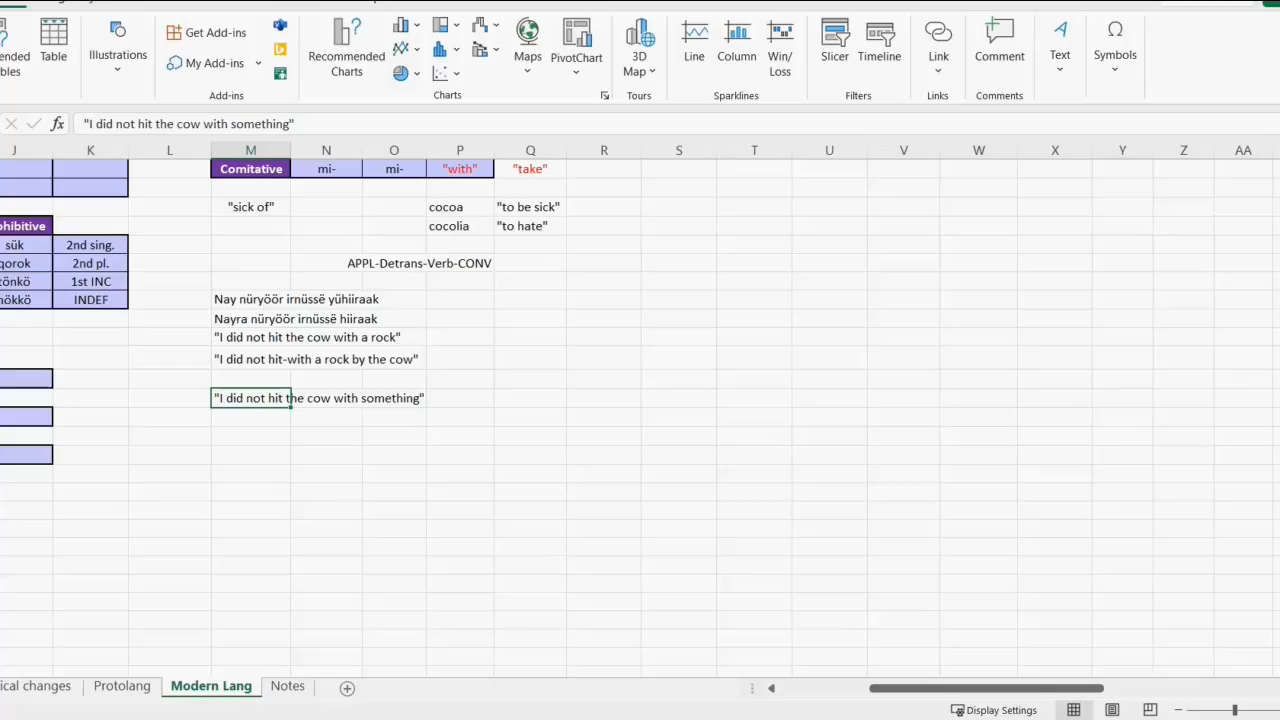 Table
Illustrations
Get Add-ins
My Add-ins
Add-ins
Recommended
Charts
Maps
PivotChart
Charts
3D
Map
Tours
Line
Column
Win/
Loss
Sparklines
Slicer
Timeline
Filters
Link
Links
Comment
Comments
Text
Symbols
fx
"I did not hit the cow with something"
J K L M N O P Q R S T U V W X Y Z AA
Comitative mi- mi- "with" "take"
"sick of" cocoa "to be sick"
ohibitive cocolia "to hate"
sük 2nd sing.
qorok 2nd pl. APPL-Detrans-Verb-CONV
tönkö 1st INC
nökkö INDEF Nay nüryöör irnüssë yühiiraak
Nayra nüryöör irnüssë hiiraak
"I did not hit the cow with a rock"
"I did not hit-with a rock by the cow"
"I did not hit the cow with something"
ical changes Protolang Modern Lang Notes
Display Settings